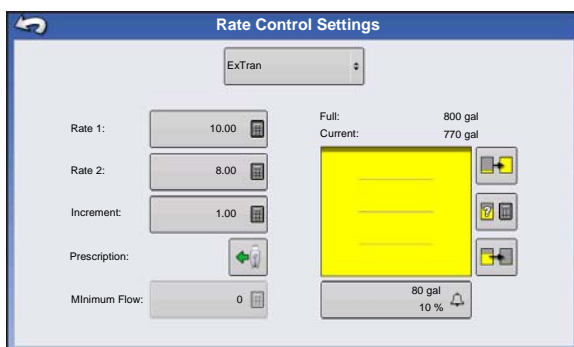 Rate Control Settings
ExTran
Rate 1: 10.00
Rate 2: 8.00
Increment: 1.00
Prescription:
MInimum Flow: 0
Full: 800 gal
Current: 770 gal
?
80 gal
10 %